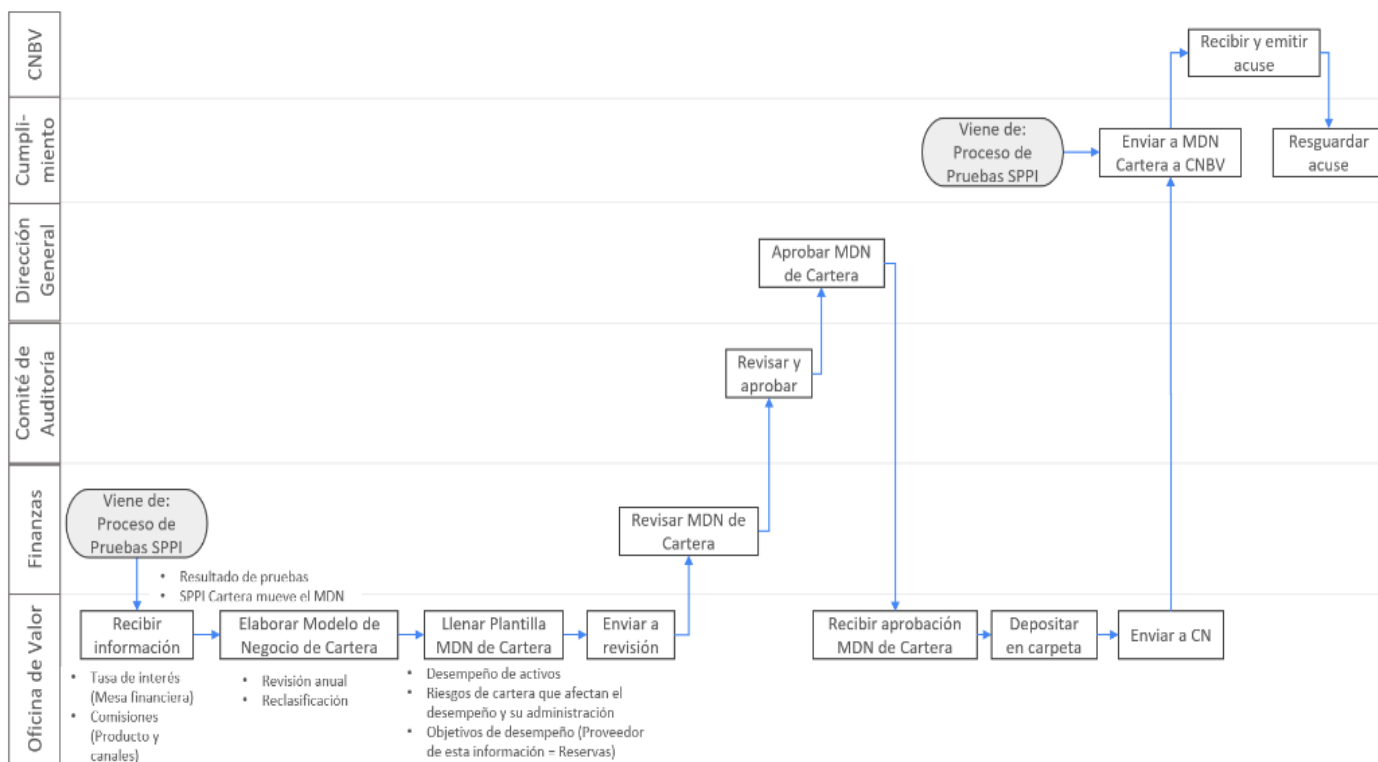 CNBV
Recibir y emitir
acuse
Cumpli-
miento
Viene de:
Proceso de
Pruebas SPPI
Enviar a MDN
Cartera a CNBV
Resguardar
acuse
Dirección
General
Aprobar MDN
de Cartera
Comité de
Auditoría
Revisar y
aprobar
Finanzas
Viene de:
Proceso de
Pruebas SPPI
• Resultado de pruebas
• SPPI Cartera mueve el MDN
Revisar MDN de
Cartera
Oficina de Valor
Recibir
información
• Tasa de interés
(Mesa financiera)
• Comisiones
(Producto y
canales)
Elaborar Modelo de
Negocio de Cartera
• Revisión anual
• Reclasificación
Llenar Plantilla
MDN de Cartera
• Desempeño de activos
• Riesgos de cartera que afectan el
desempeño y su administración
• Objetivos de desempeño (Proveedor
de esta información = Reservas)
Enviar a
revisión
Recibir aprobación
MDN de Cartera
Depositar
en carpeta
Enviar a CN